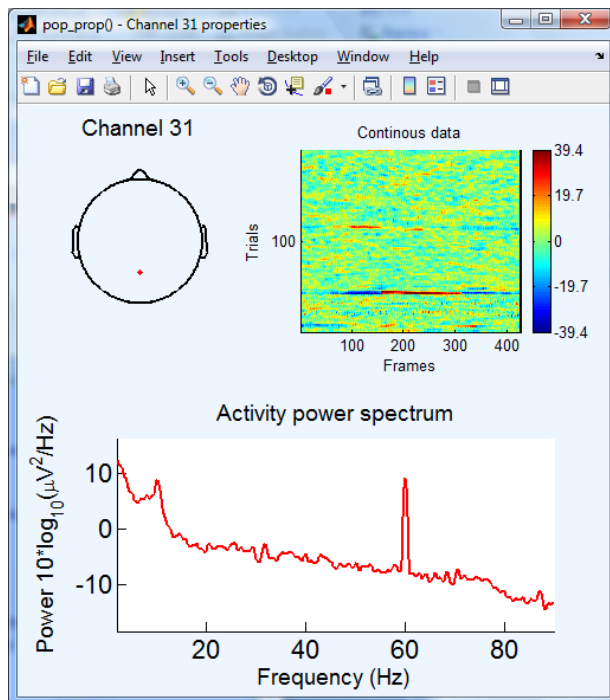 pop_prop() - Channel 31 properties
File Edit View Insert Tools Desktop Window Help
Channel 31
Continous data
Trials
100
39.4
19.7
0
-19.7
-39.4
100 200 300 400
Frames
Activity power spectrum
Power 10*log₁₀(μV²/Hz)
10
0
-10
20 40 60 80
Frequency (Hz)